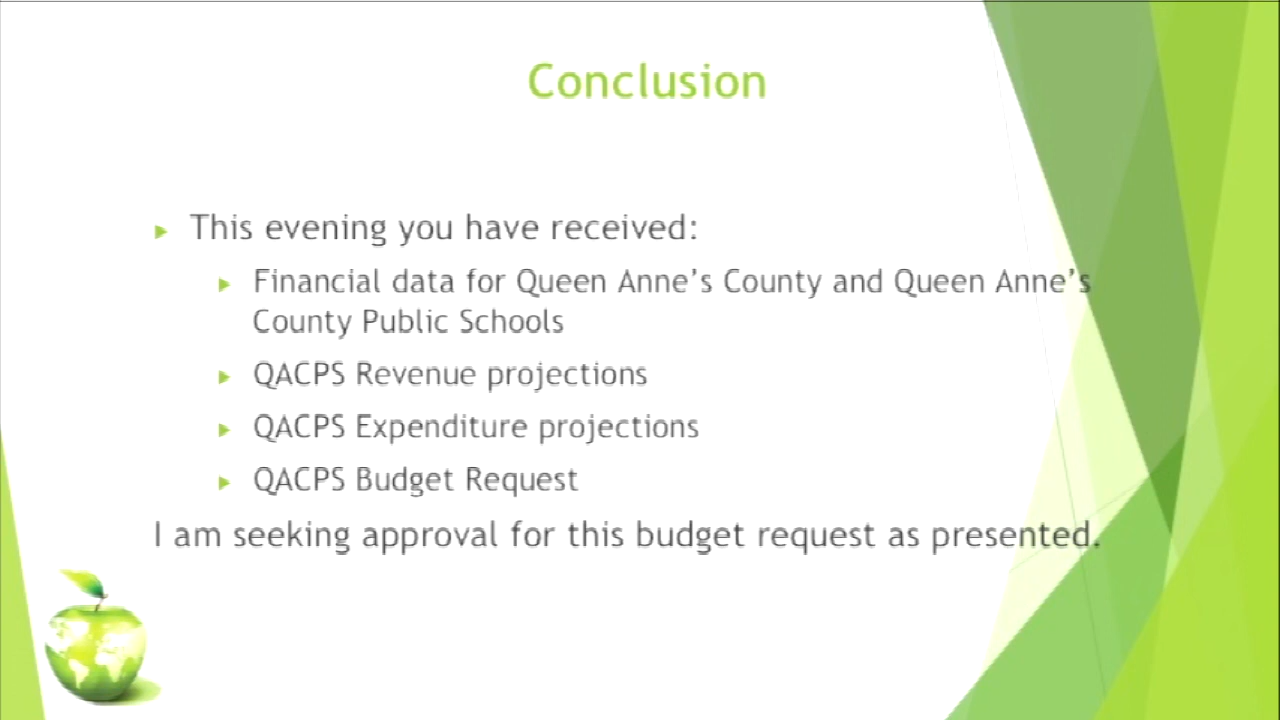 Conclusion
This evening you have received:
Financial data for Queen Anne's County and Queen Anne's
County Public Schools
QACPS Revenue projections
QACPS Expenditure projections
QACPS Budget Request
I am seeking approval for this budget request as presented.